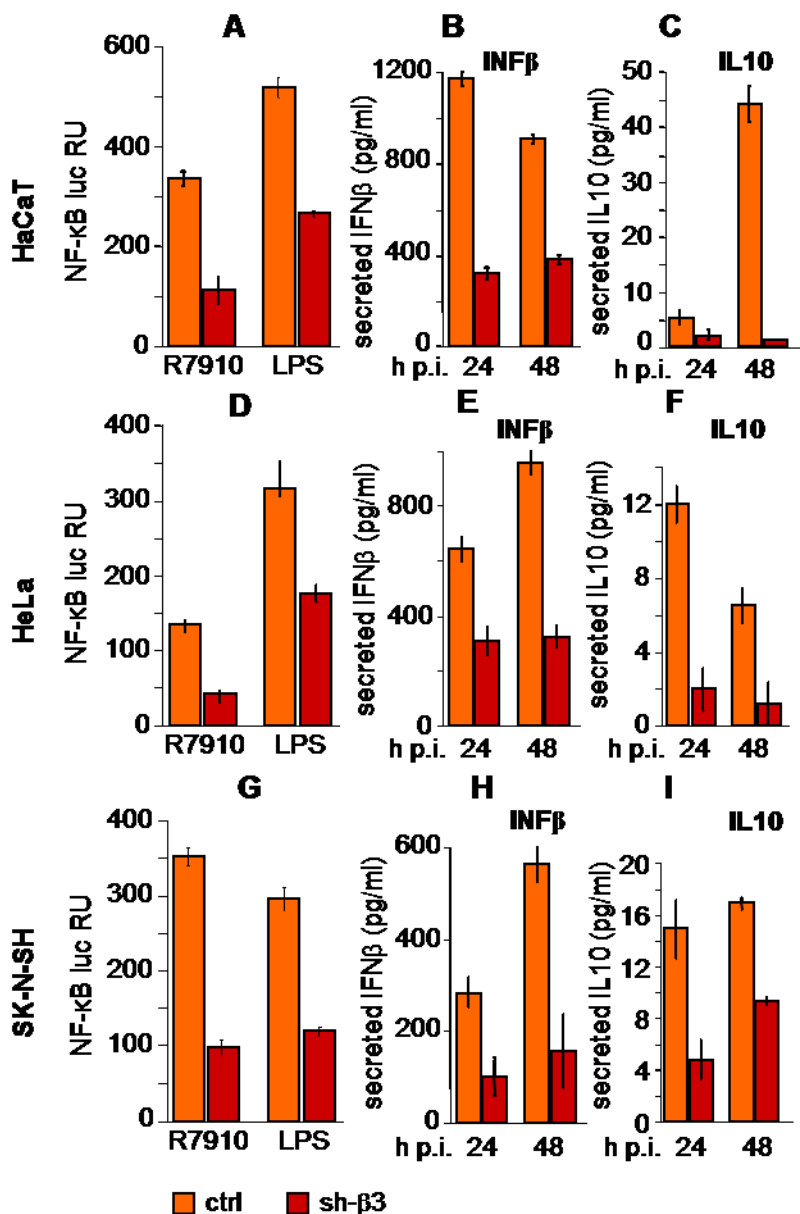 A B C
INFβ IL10
HaCaT
NF-κB luc RU
600
400
200
0
R7910 LPS
secreted IFNβ (pg/ml)
1200
800
400
0
h p.i. 24 48
secreted IL10 (pg/ml)
50
45
40
35
30
25
20
15
10
5
0
24 48
D E F
INFβ IL10
HeLa
NF-κB luc RU
400
300
200
100
0
R7910 LPS
secreted IFNβ (pg/ml)
800
400
0
h p.i. 24 48
secreted IL10 (pg/ml)
12
8
4
0
h p.i. 24 48
G H I
INFβ IL10
SK-N-SH
NF-κB luc RU
400
300
200
100
0
R7910 LPS
secreted IFNβ (pg/ml)
600
400
200
0
h p.i. 24 48
secreted IL10 (pg/ml)
20
16
12
8
4
0
h p.i. 24 48
ctrl sh-β3